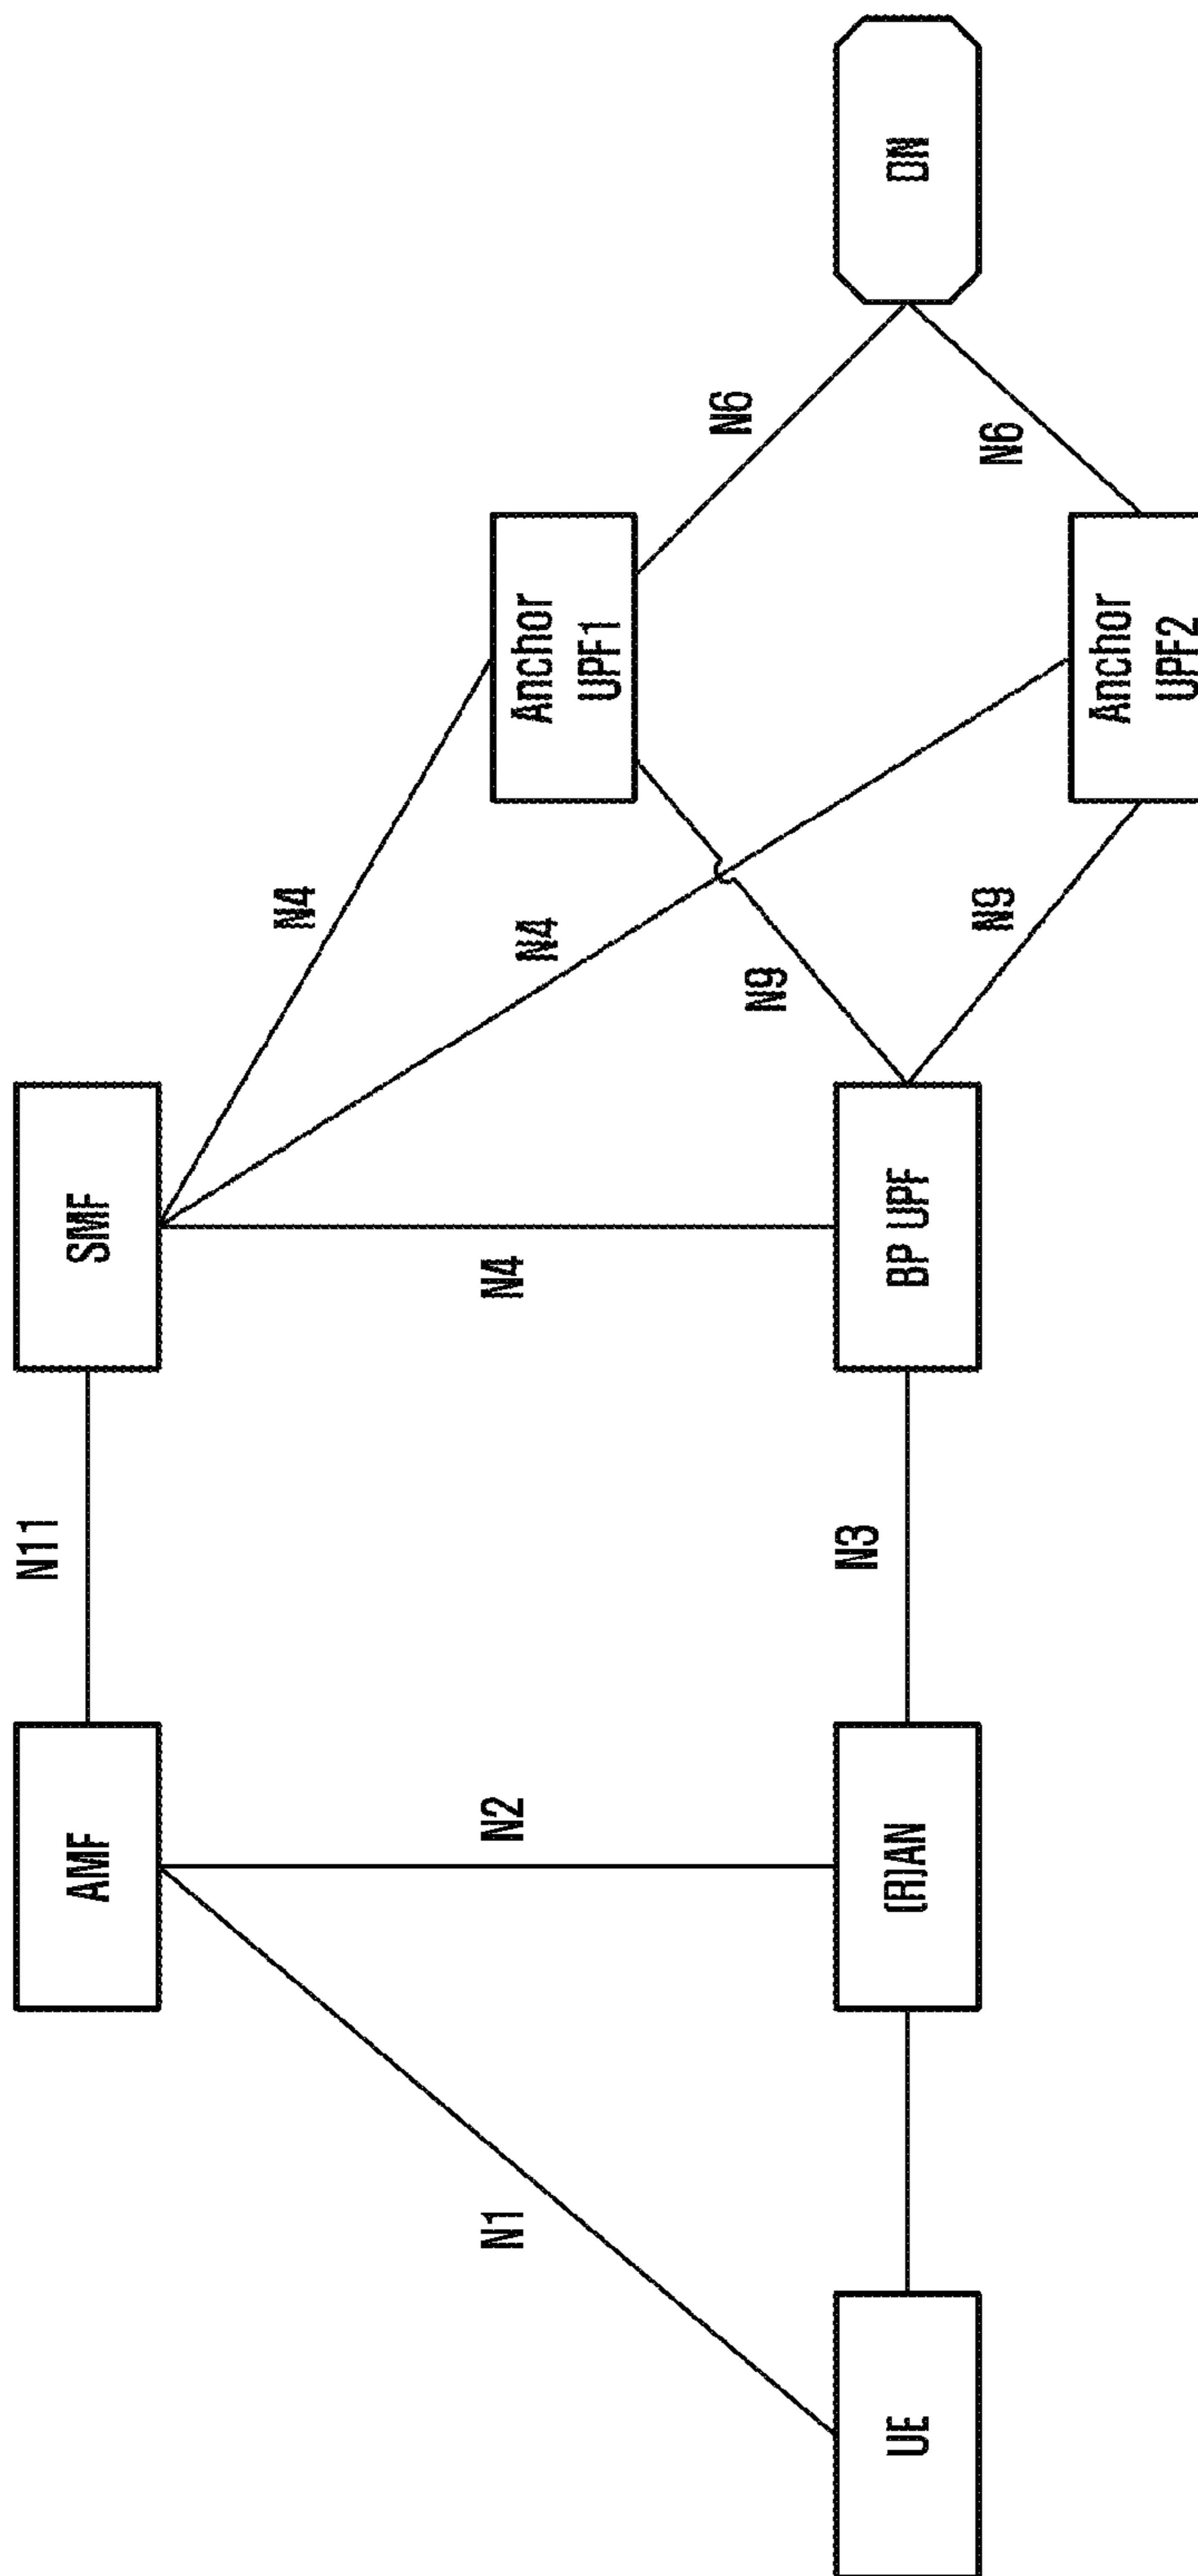 AMF
N11
SMF
N1
N2
N4
N4
N4
Anchor
UPF1
N9
N6
UE
(R)AN
N3
BP UPF
DN
N9
N6
Anchor
UPF2